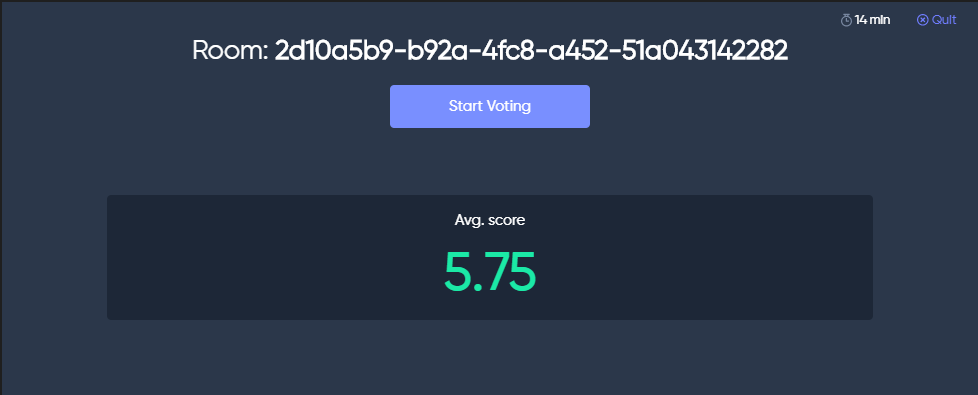 14 min
Quit
Room: 2d10a5b9-b92a-4fc8-a452-51a043142282
Start Voting
Avg. score
5.75